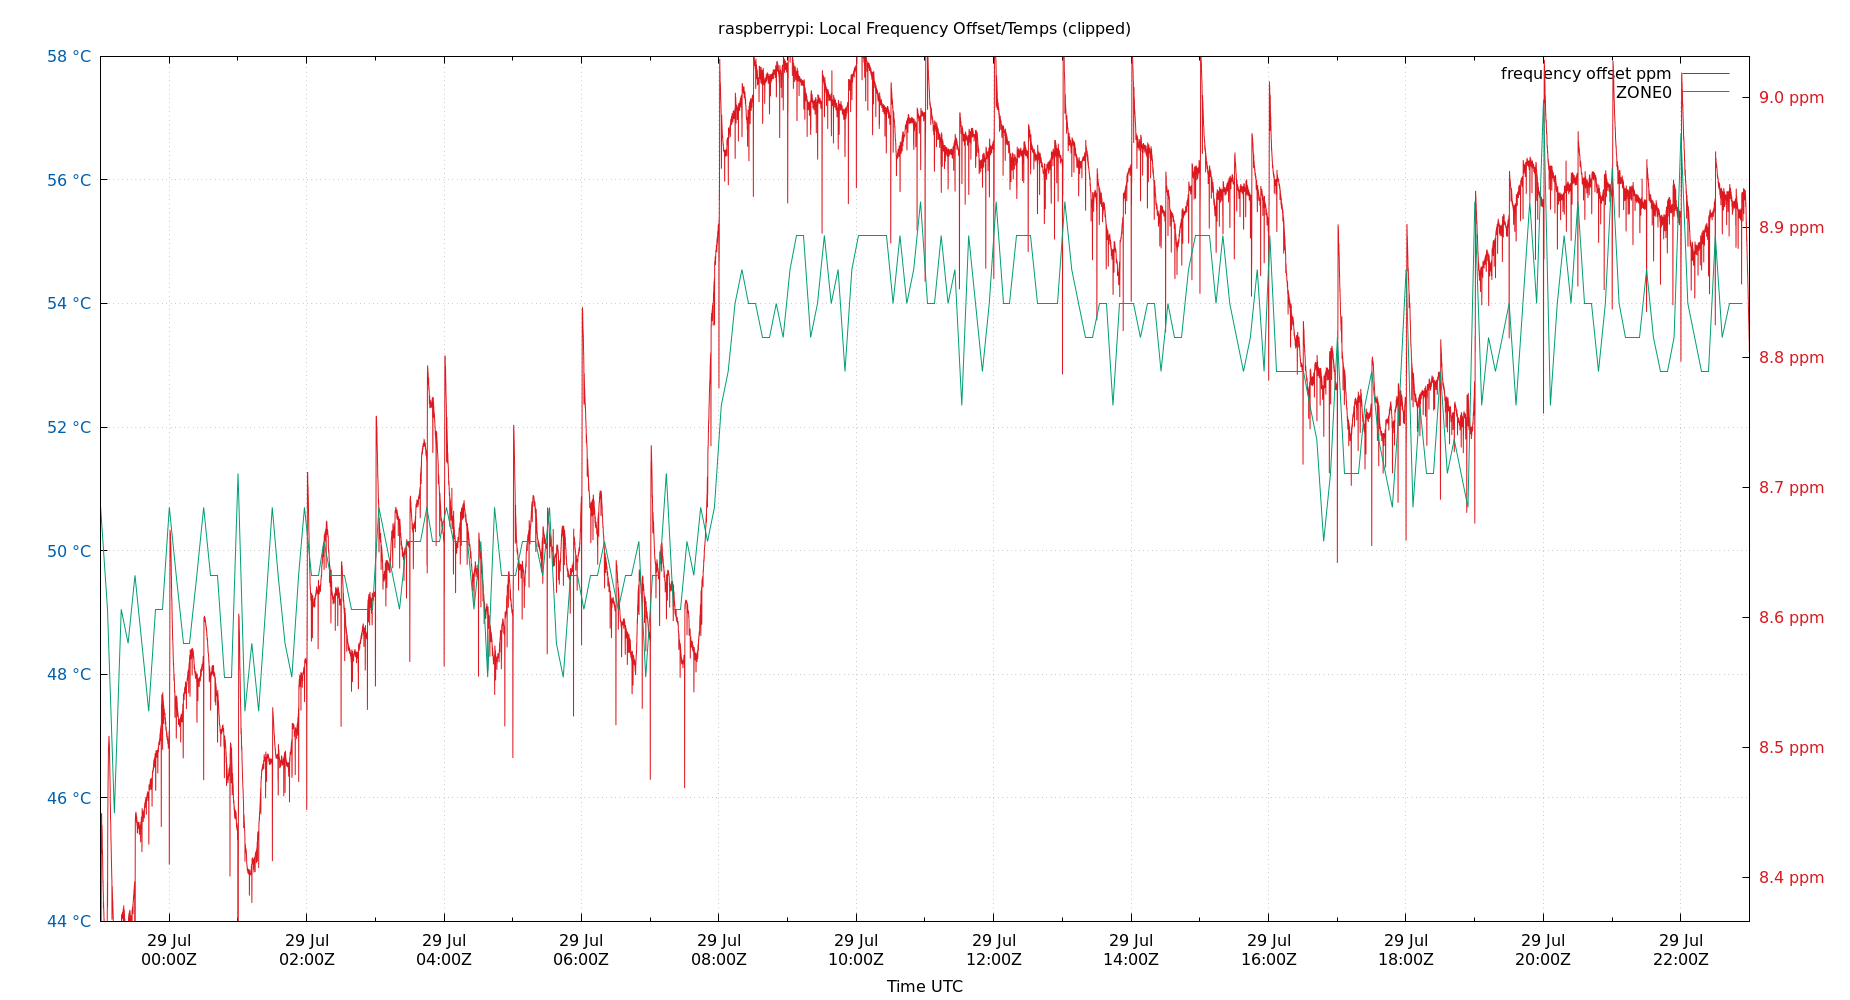 raspberrypi: Local Frequency Offset/Temps (clipped)
58 °C
56 °C
54 °C
52 °C
50 °C
48 °C
46 °C
44 °C
frequency offset ppm
ZONE0
9.0 ppm
8.9 ppm
8.8 ppm
8.7 ppm
8.6 ppm
8.5 ppm
8.4 ppm
29 Jul 29 Jul 29 Jul 29 Jul 29 Jul 29 Jul 29 Jul 29 Jul 29 Jul 29 Jul 29 Jul 29 Jul
00:00Z 02:00Z 04:00Z 06:00Z 08:00Z 10:00Z 12:00Z 14:00Z 16:00Z 18:00Z 20:00Z 22:00Z
Time UTC